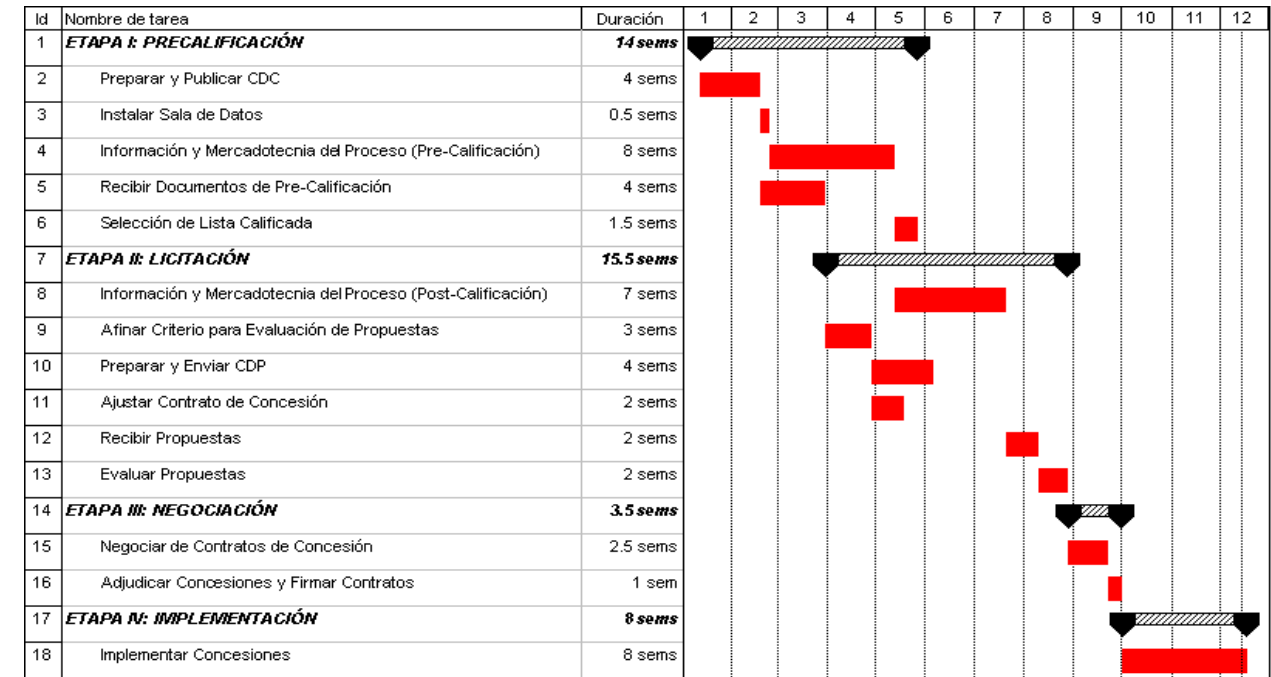 Id Nombre de tarea Duración 1 2 3 4 5 6 7 8 9 10 11 12
1 ETAPA I: PRECALIFICACIÓN 14 sems
2 Preparar y Publicar CDC 4 sems
3 Instalar Sala de Datos 0.5 sems
4 Información y Mercadotecnia del Proceso (Pre-Calificación) 8 sems
5 Recibir Documentos de Pre-Calificación 4 sems
6 Selección de Lista Calificada 1.5 sems
7 ETAPA II: LICITACIÓN 15.5 sems
8 Información y Mercadotecnia del Proceso (Post-Calificación) 7 sems
9 Afinar Criterio para Evaluación de Propuestas 3 sems
10 Preparar y Enviar CDP 4 sems
11 Ajustar Contrato de Concesión 2 sems
12 Recibir Propuestas 2 sems
13 Evaluar Propuestas 2 sems
14 ETAPA III: NEGOCIACIÓN 3.5 sems
15 Negociar de Contratos de Concesión 2.5 sems
16 Adjudicar Concesiones y Firmar Contratos 1 sem
17 ETAPA IV: IMPLEMENTACIÓN 8 sems
18 Implementar Concesiones 8 sems